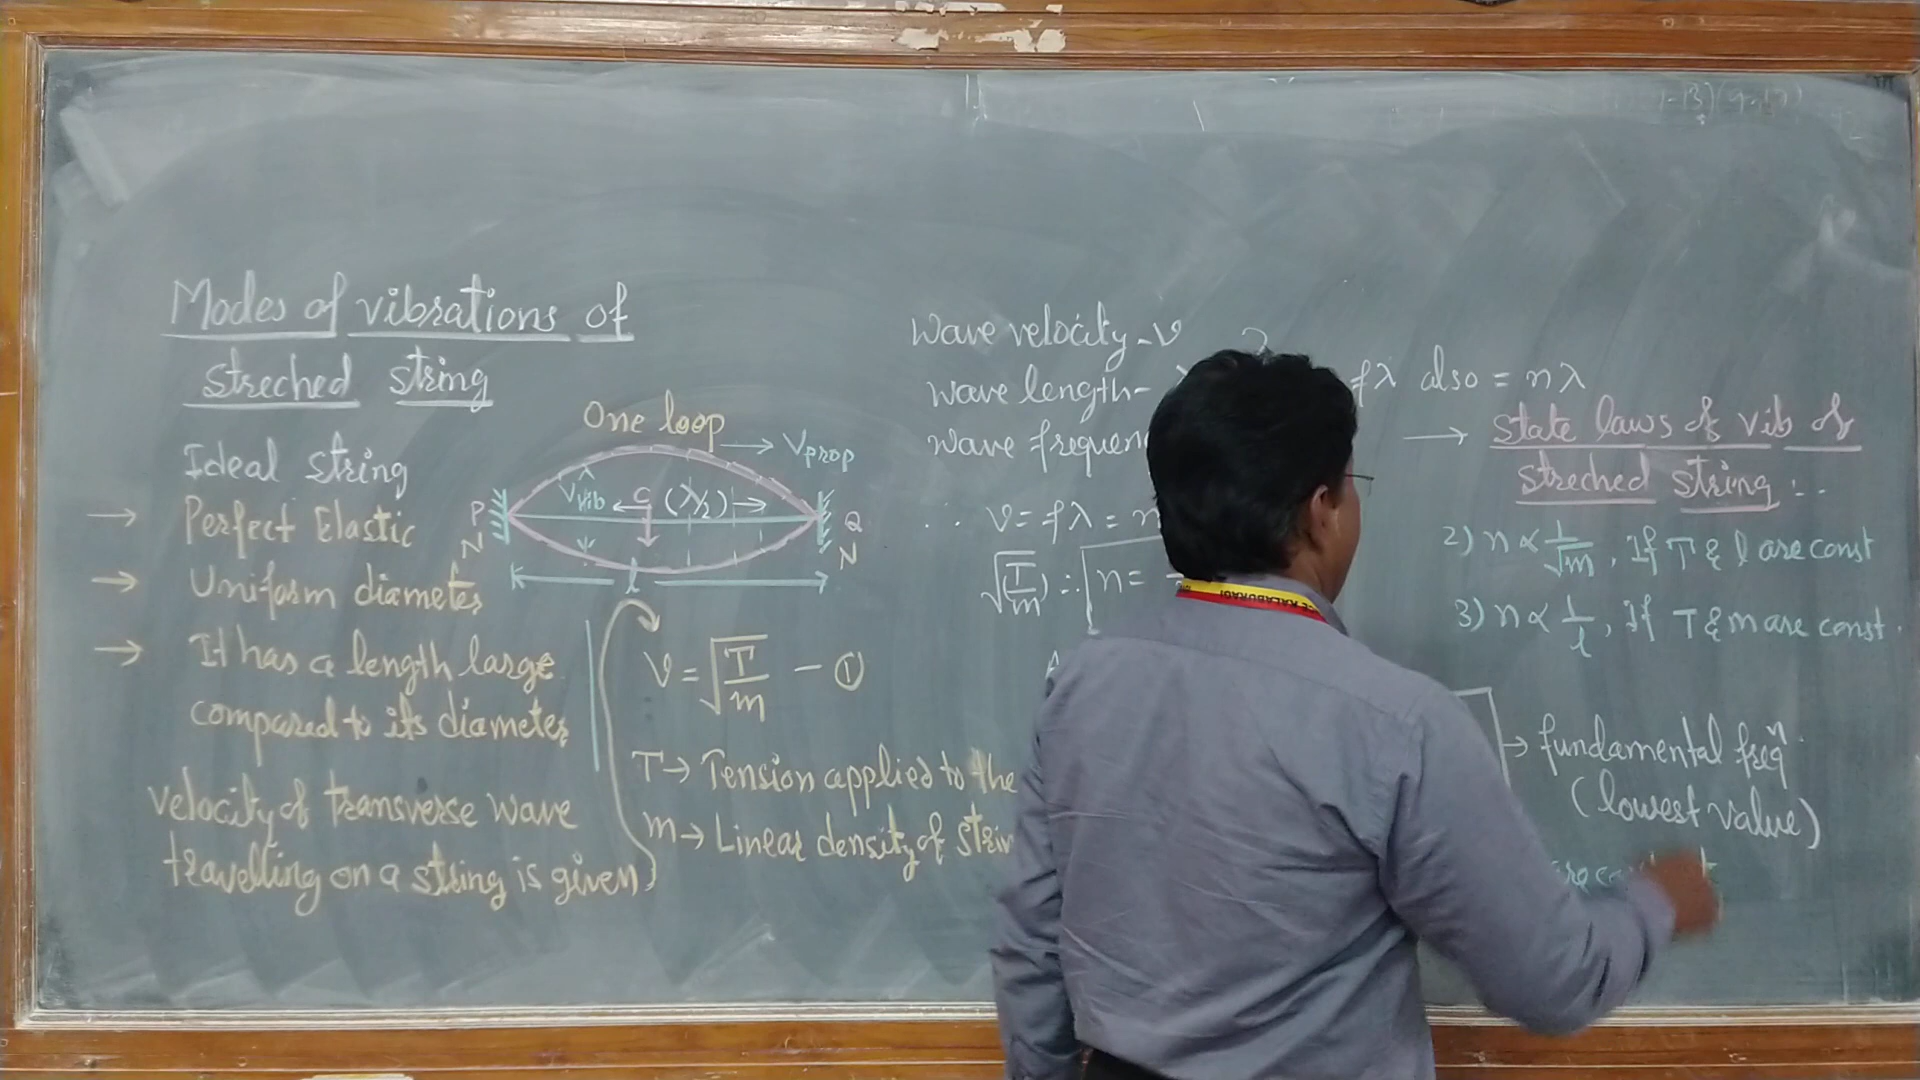 Modes of vibrations of
streched string
Ideal string
→ Perfect Elastic
→ Uniform diameter
→ It has a length large
compared to its diameter
velocity of transverse wave
travelling on a string is given
One loop
→ Vprop
Vvib ← C (λ/2) →
P
N
Q
N
l
V = √(T/m) - ①
T → Tension applied to the
m → Linear density of
wave velocity - v
wave length -
wave
fλ also = nλ
∴ v = fλ = n
√(T/m) ∴ n =
→ State laws of vib of
streched string :-
2) n ∝ 1/√m, If T & l are const
3) n ∝ 1/l, If T & m are const.
→ fundamental freqⁿ
(lowest value)